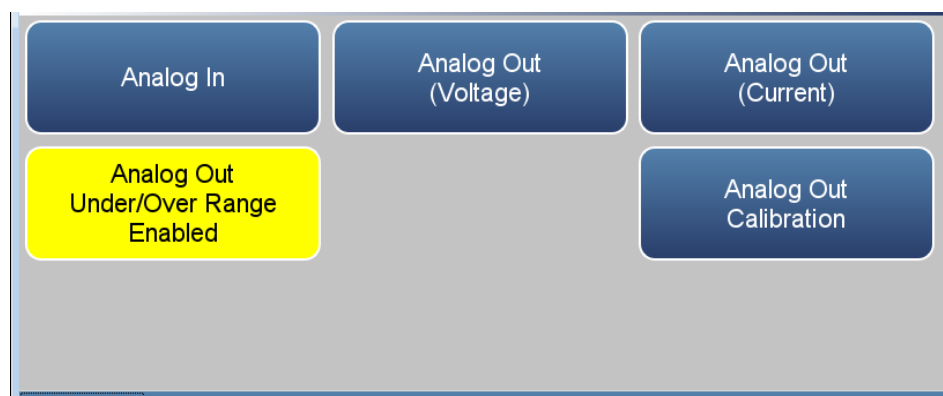 Analog In
Analog Out
(Voltage)
Analog Out
(Current)
Analog Out
Under/Over Range
Enabled
Analog Out
Calibration